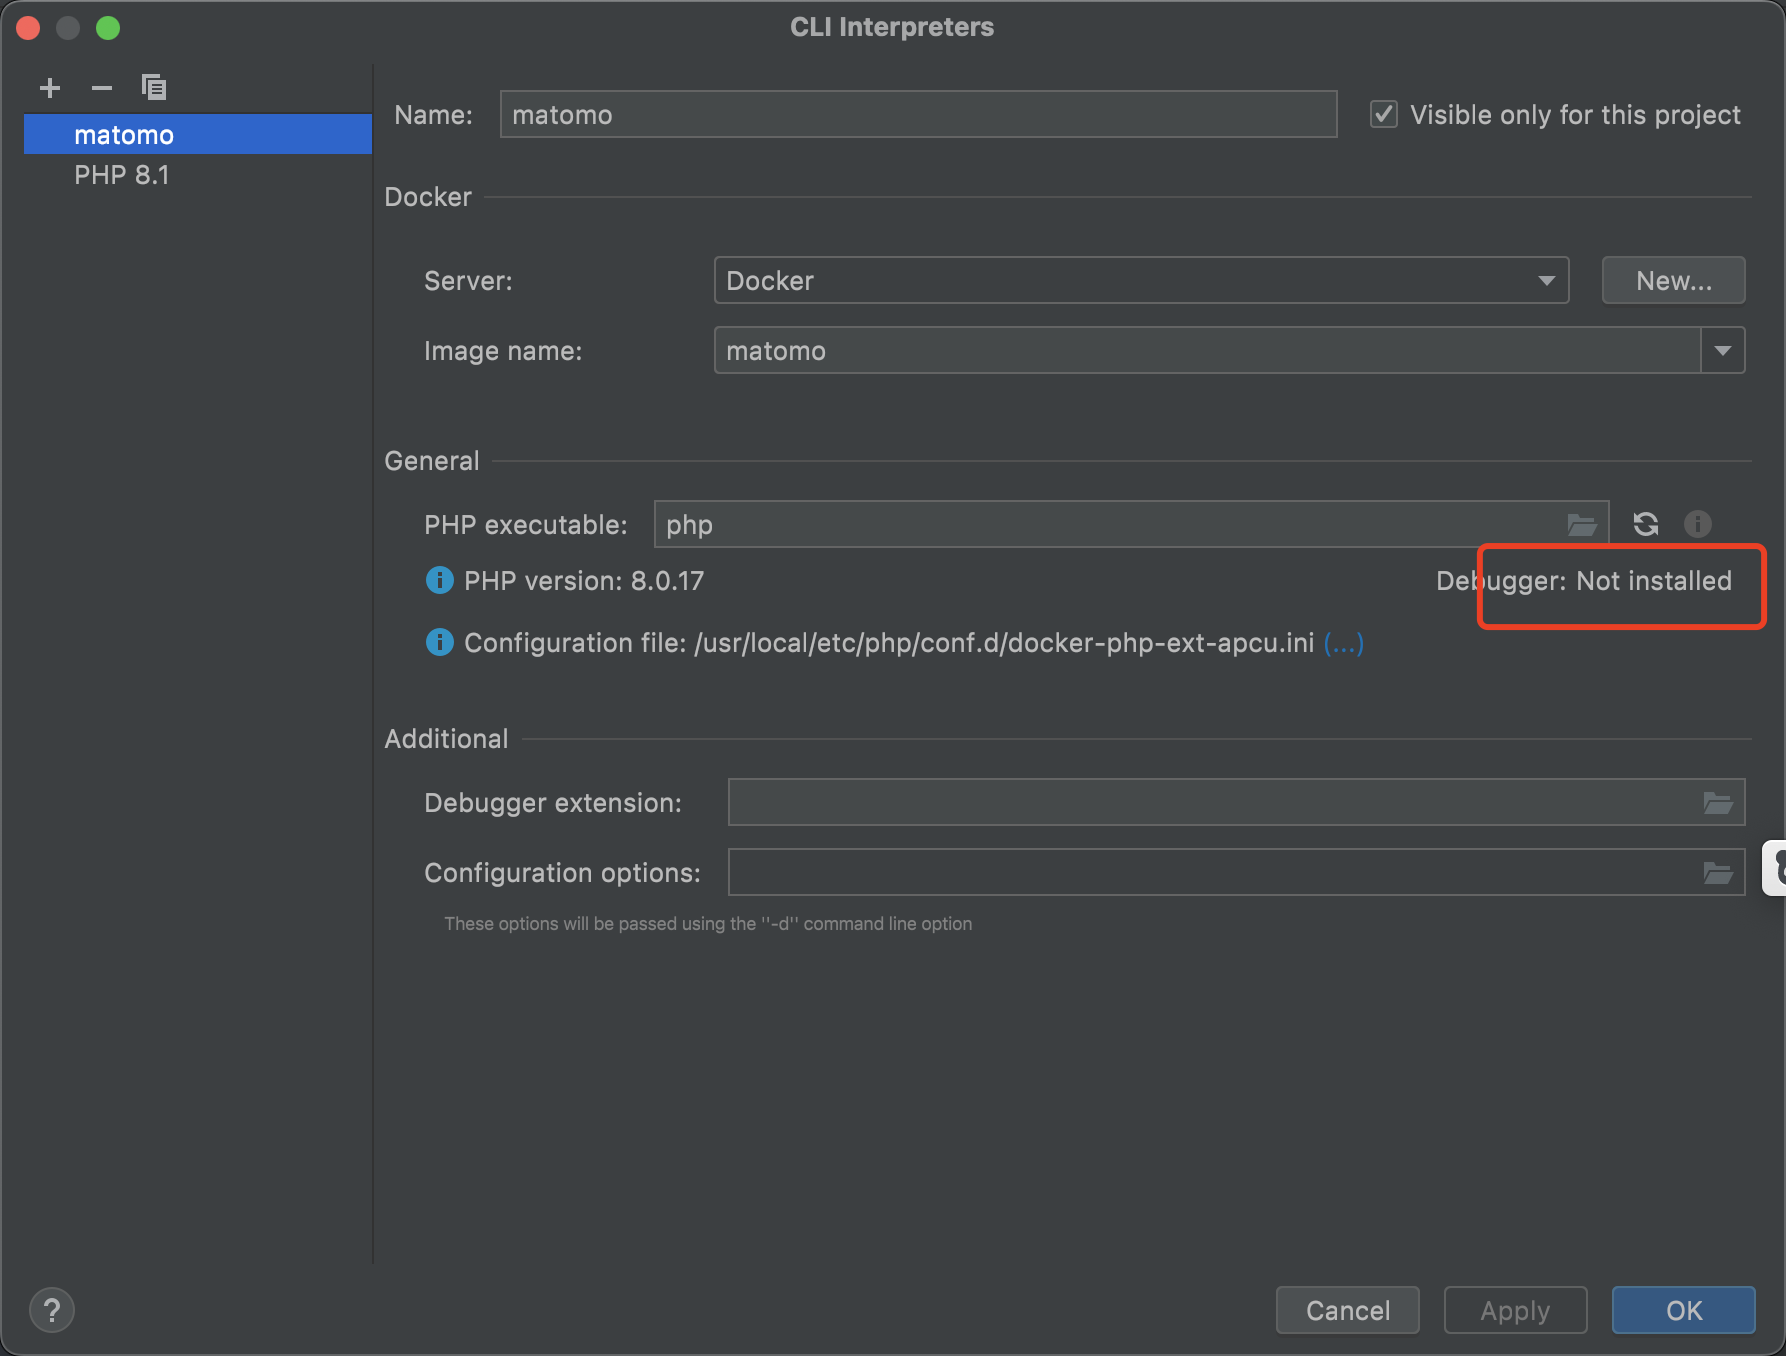 CLI Interpreters
matomo
PHP 8.1
Name: matomo Visible only for this project
Docker
Server: Docker New...
Image name: matomo
General
PHP executable: php
PHP version: 8.0.17 Debugger: Not installed
Configuration file: /usr/local/etc/php/conf.d/docker-php-ext-apcu.ini (...)
Additional
Debugger extension:
Configuration options:
These options will be passed using the ''-d'' command line option
? Cancel Apply OK